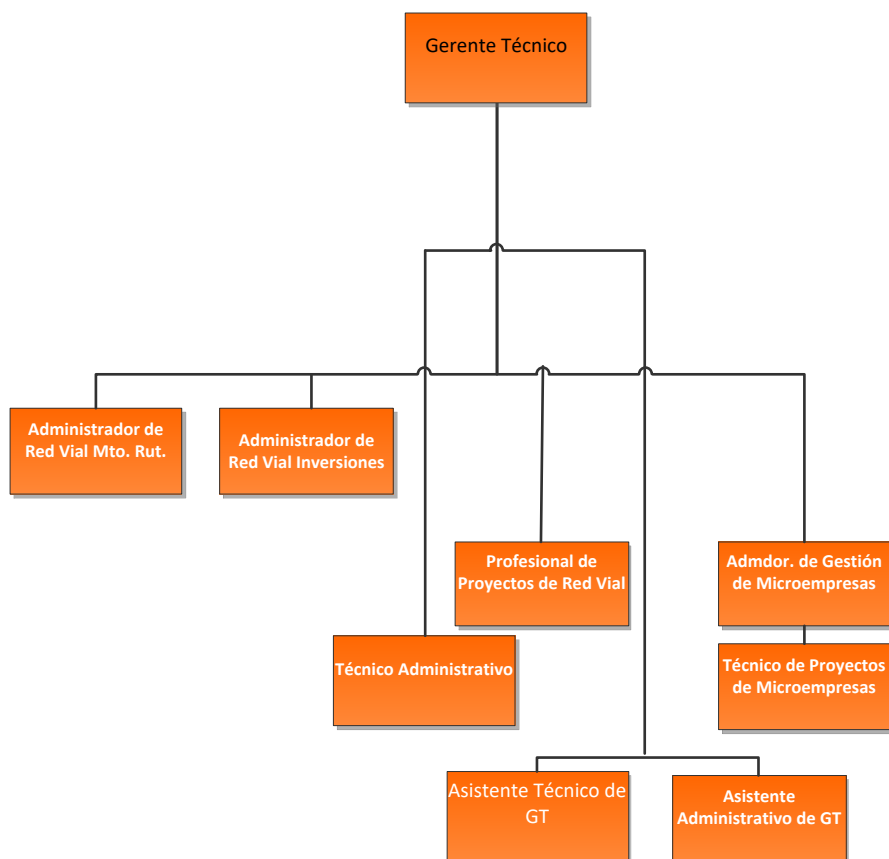 Gerente Técnico
Administrador de
Red Vial Mto. Rut.
Administrador de
Red Vial Inversiones
Profesional de
Proyectos de Red Vial
Admdor. de Gestión
de Microempresas
Técnico Administrativo
Técnico de Proyectos
de Microempresas
Asistente Técnico de
GT
Asistente
Administrativo de GT